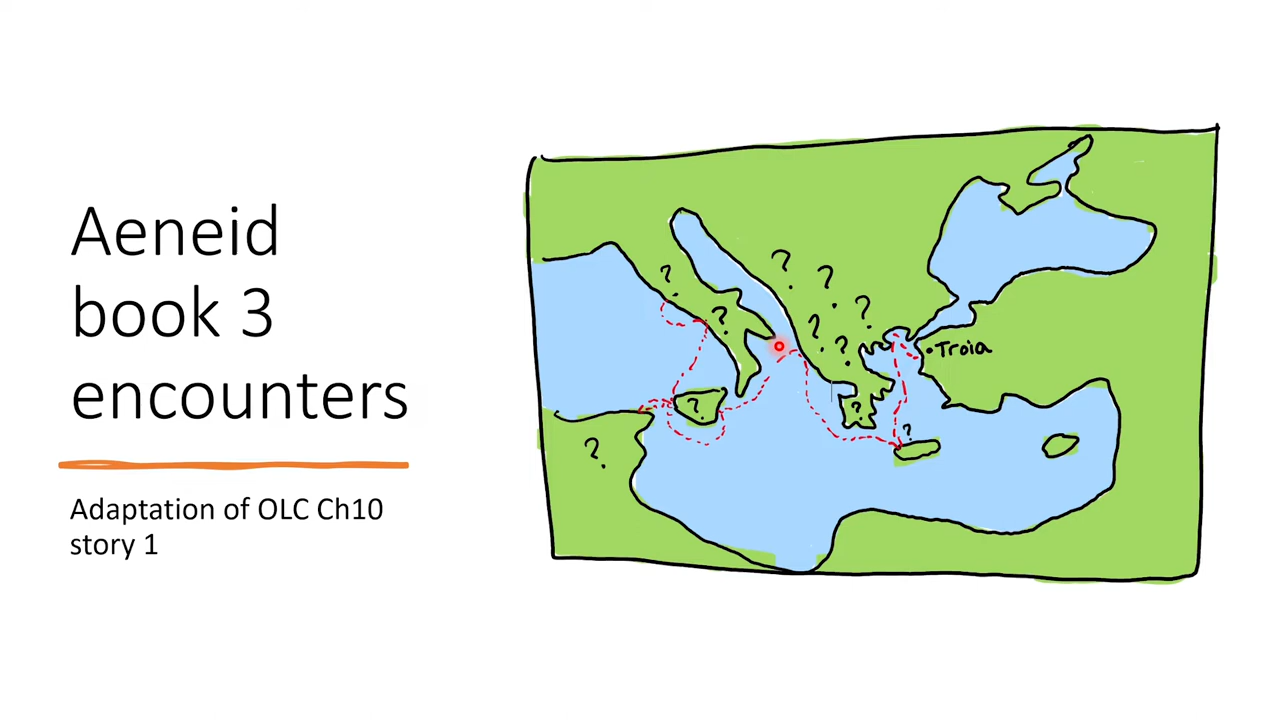 Aeneid
book 3
encounters
Adaptation of OLC Ch10
story 1
?
?
?
?
?
?
?
?
Troia
?
?
?
?